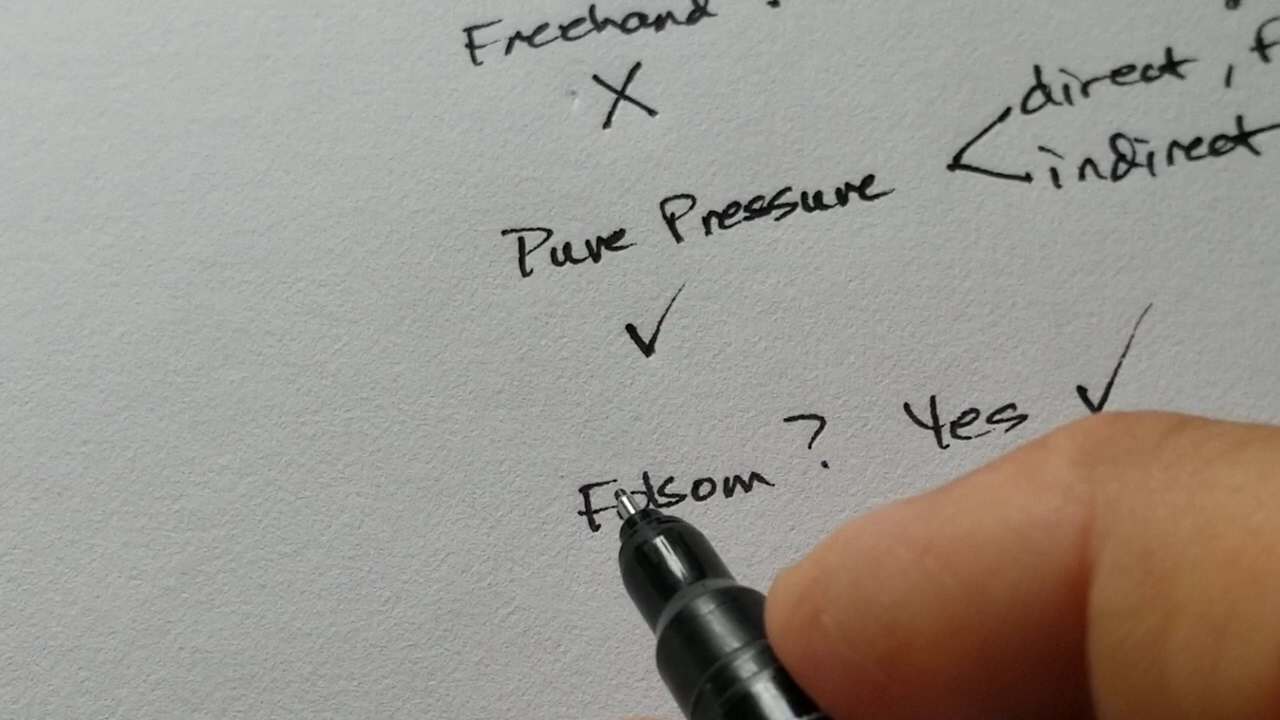 Freehand
X
direct, f
indirect
Pure Pressure
✓
Folsom? Yes ✓